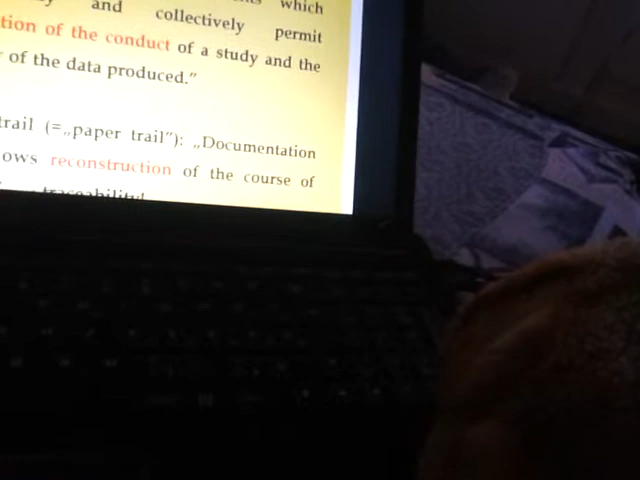 which
and collectively permit
tion of the conduct of a study and the
of the data produced.”
trail (=„paper trail”): „Documentation
ows reconstruction of the course of
traceability!